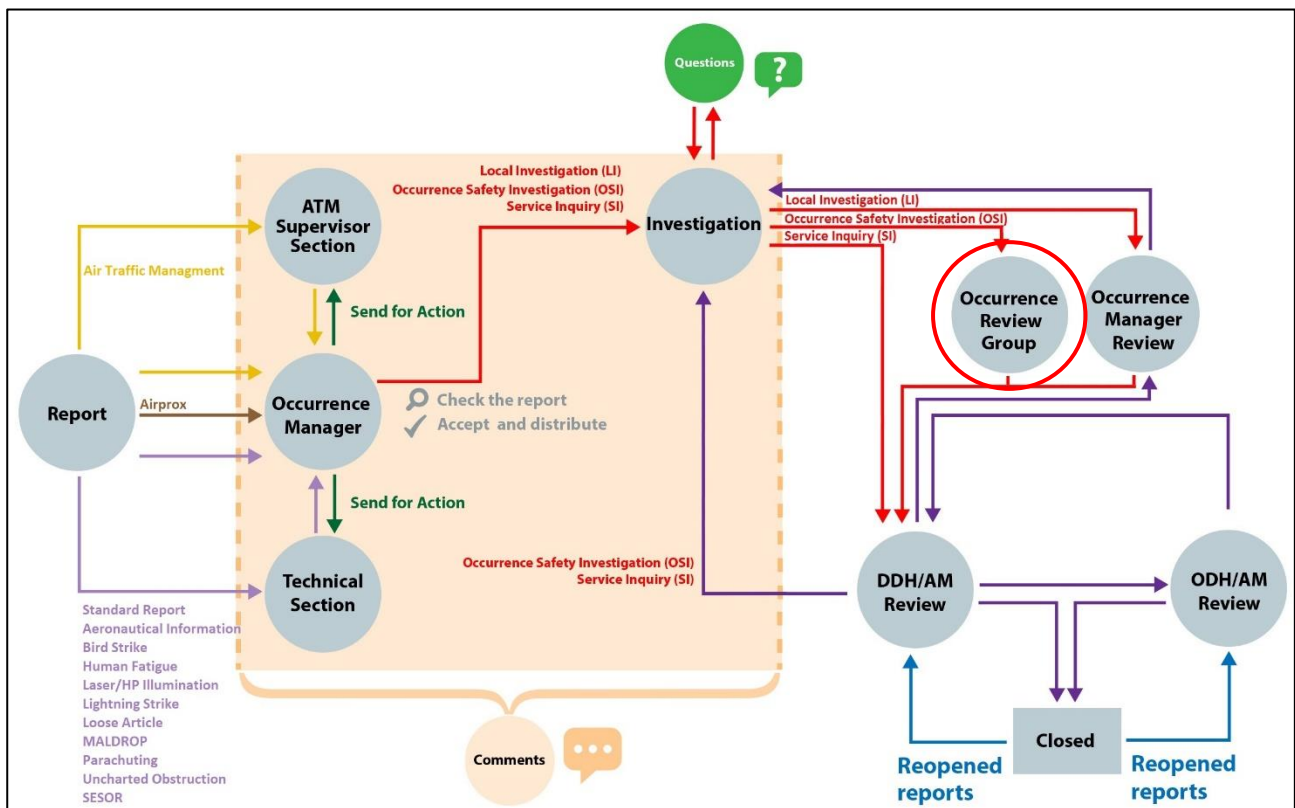 Questions
?
ATM
Supervisor
Section
Local Investigation (LI)
Occurrence Safety Investigation (OSI)
Service Inquiry (SI)
Investigation
Local Investigation (LI)
Occurrence Safety Investigation (OSI)
Service Inquiry (SI)
Air Traffic Managment
Send for Action
Occurrence
Review
Group
Occurrence
Manager
Review
Report
Airprox
Occurrence
Manager
Check the report
Accept and distribute
Send for Action
Technical
Section
Occurrence Safety Investigation (OSI)
Service Inquiry (SI)
DDH/AM
Review
ODH/AM
Review
Standard Report
Aeronautical Information
Bird Strike
Human Fatigue
Laser/HP Illumination
Lightning Strike
Loose Article
MALDROP
Parachuting
Uncharted Obstruction
SESOR
Comments
Closed
Reopened
reports
Reopened
reports